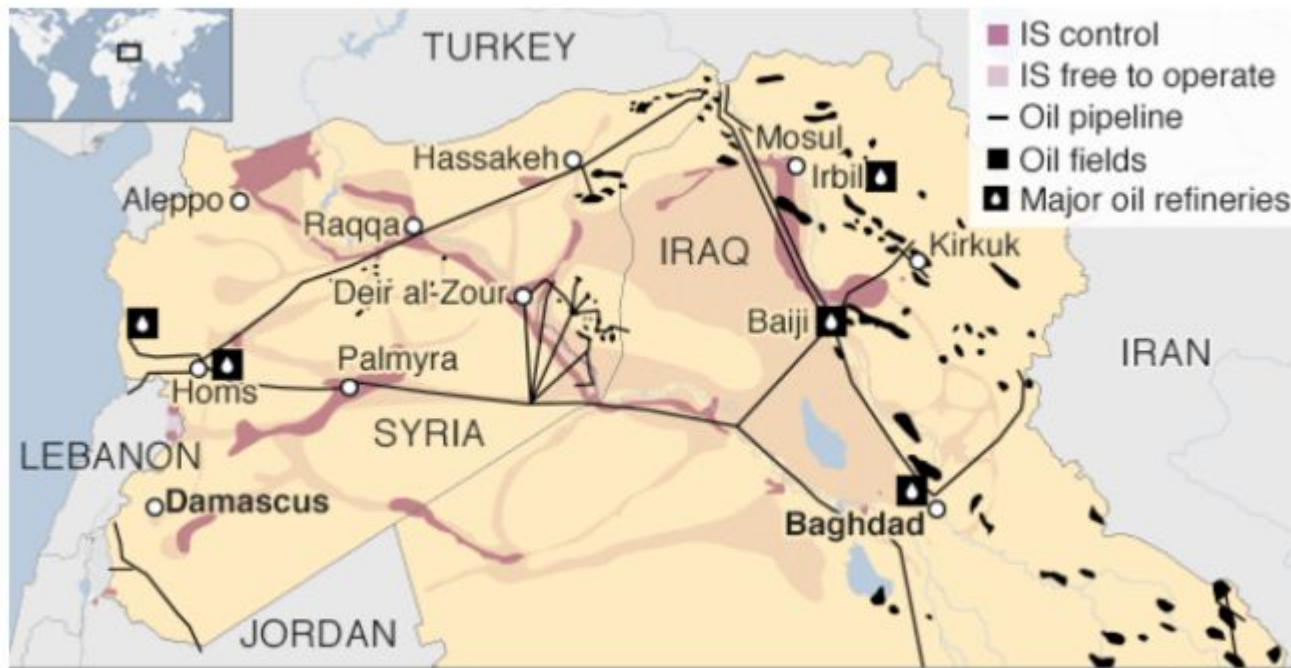 TURKEY
IS control
IS free to operate
Oil pipeline
Oil fields
Major oil refineries
Mosul
Hassakeh
Irbil
Aleppo
Raqqa
IRAQ
Kirkuk
Deir al-Zour
Baiji
IRAN
Palmyra
Homs
SYRIA
LEBANON
Damascus
Baghdad
JORDAN